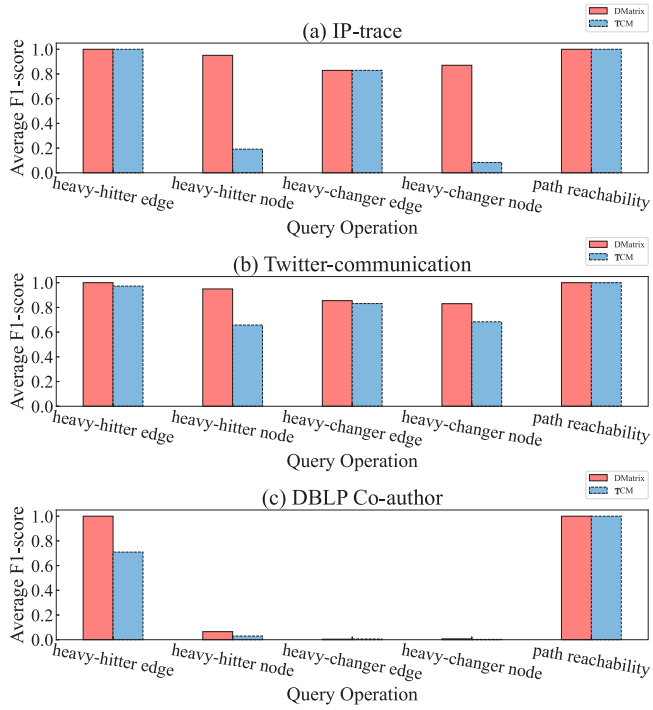 DMatrix
TCM
(a) IP-trace
Average F1-score
1.0
0.8
0.6
0.4
0.2
0.0
heavy-hitter edge
heavy-hitter node
heavy-changer edge
heavy-changer node
path reachability
Query Operation
DMatrix
TCM
(b) Twitter-communication
Average F1-score
1.0
0.8
0.6
0.4
0.2
0.0
heavy-hitter edge
heavy-hitter node
heavy-changer edge
heavy-changer node
path reachability
Query Operation
DMatrix
TCM
(c) DBLP Co-author
Average F1-score
1.0
0.8
0.6
0.4
0.2
0.0
heavy-hitter edge
heavy-hitter node
heavy-changer edge
heavy-changer node
path reachability
Query Operation